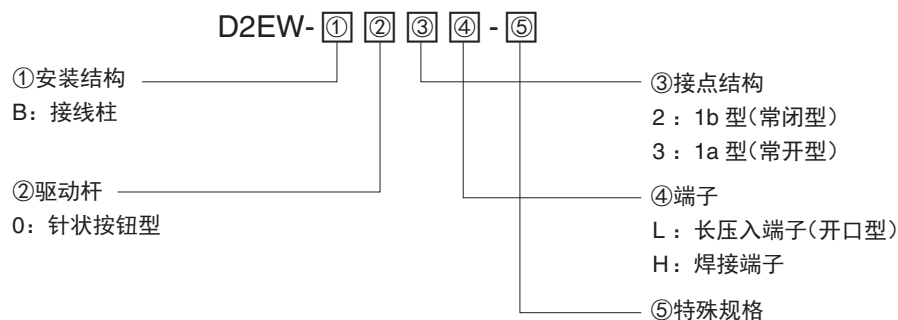 D2EW-①②③④-⑤
①安装结构
B：接线柱
②驱动杆
0：针状按钮型
③接点结构
2：1b 型（常闭型）
3：1a 型（常开型）
④端子
L：长压入端子（开口型）
H：焊接端子
⑤特殊规格